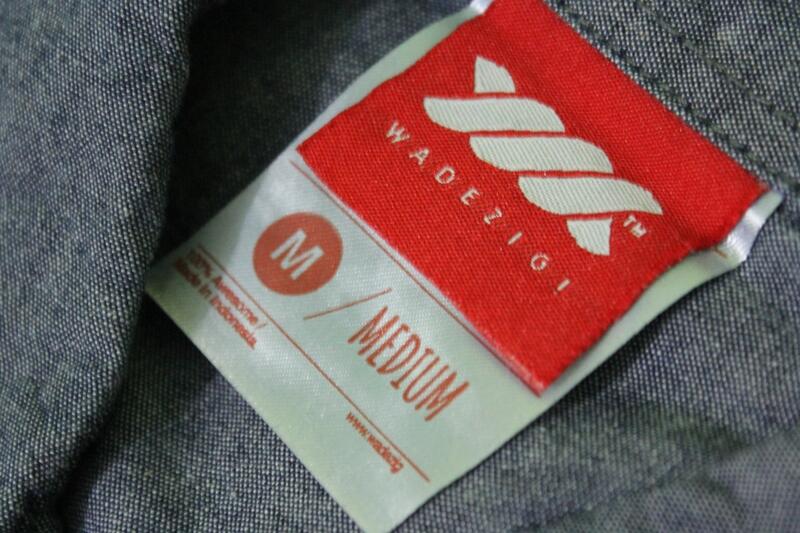 WADEZIG!
TM
M / MEDIUM
100% Awesome/
Made in Indonesia.
www.wadezig